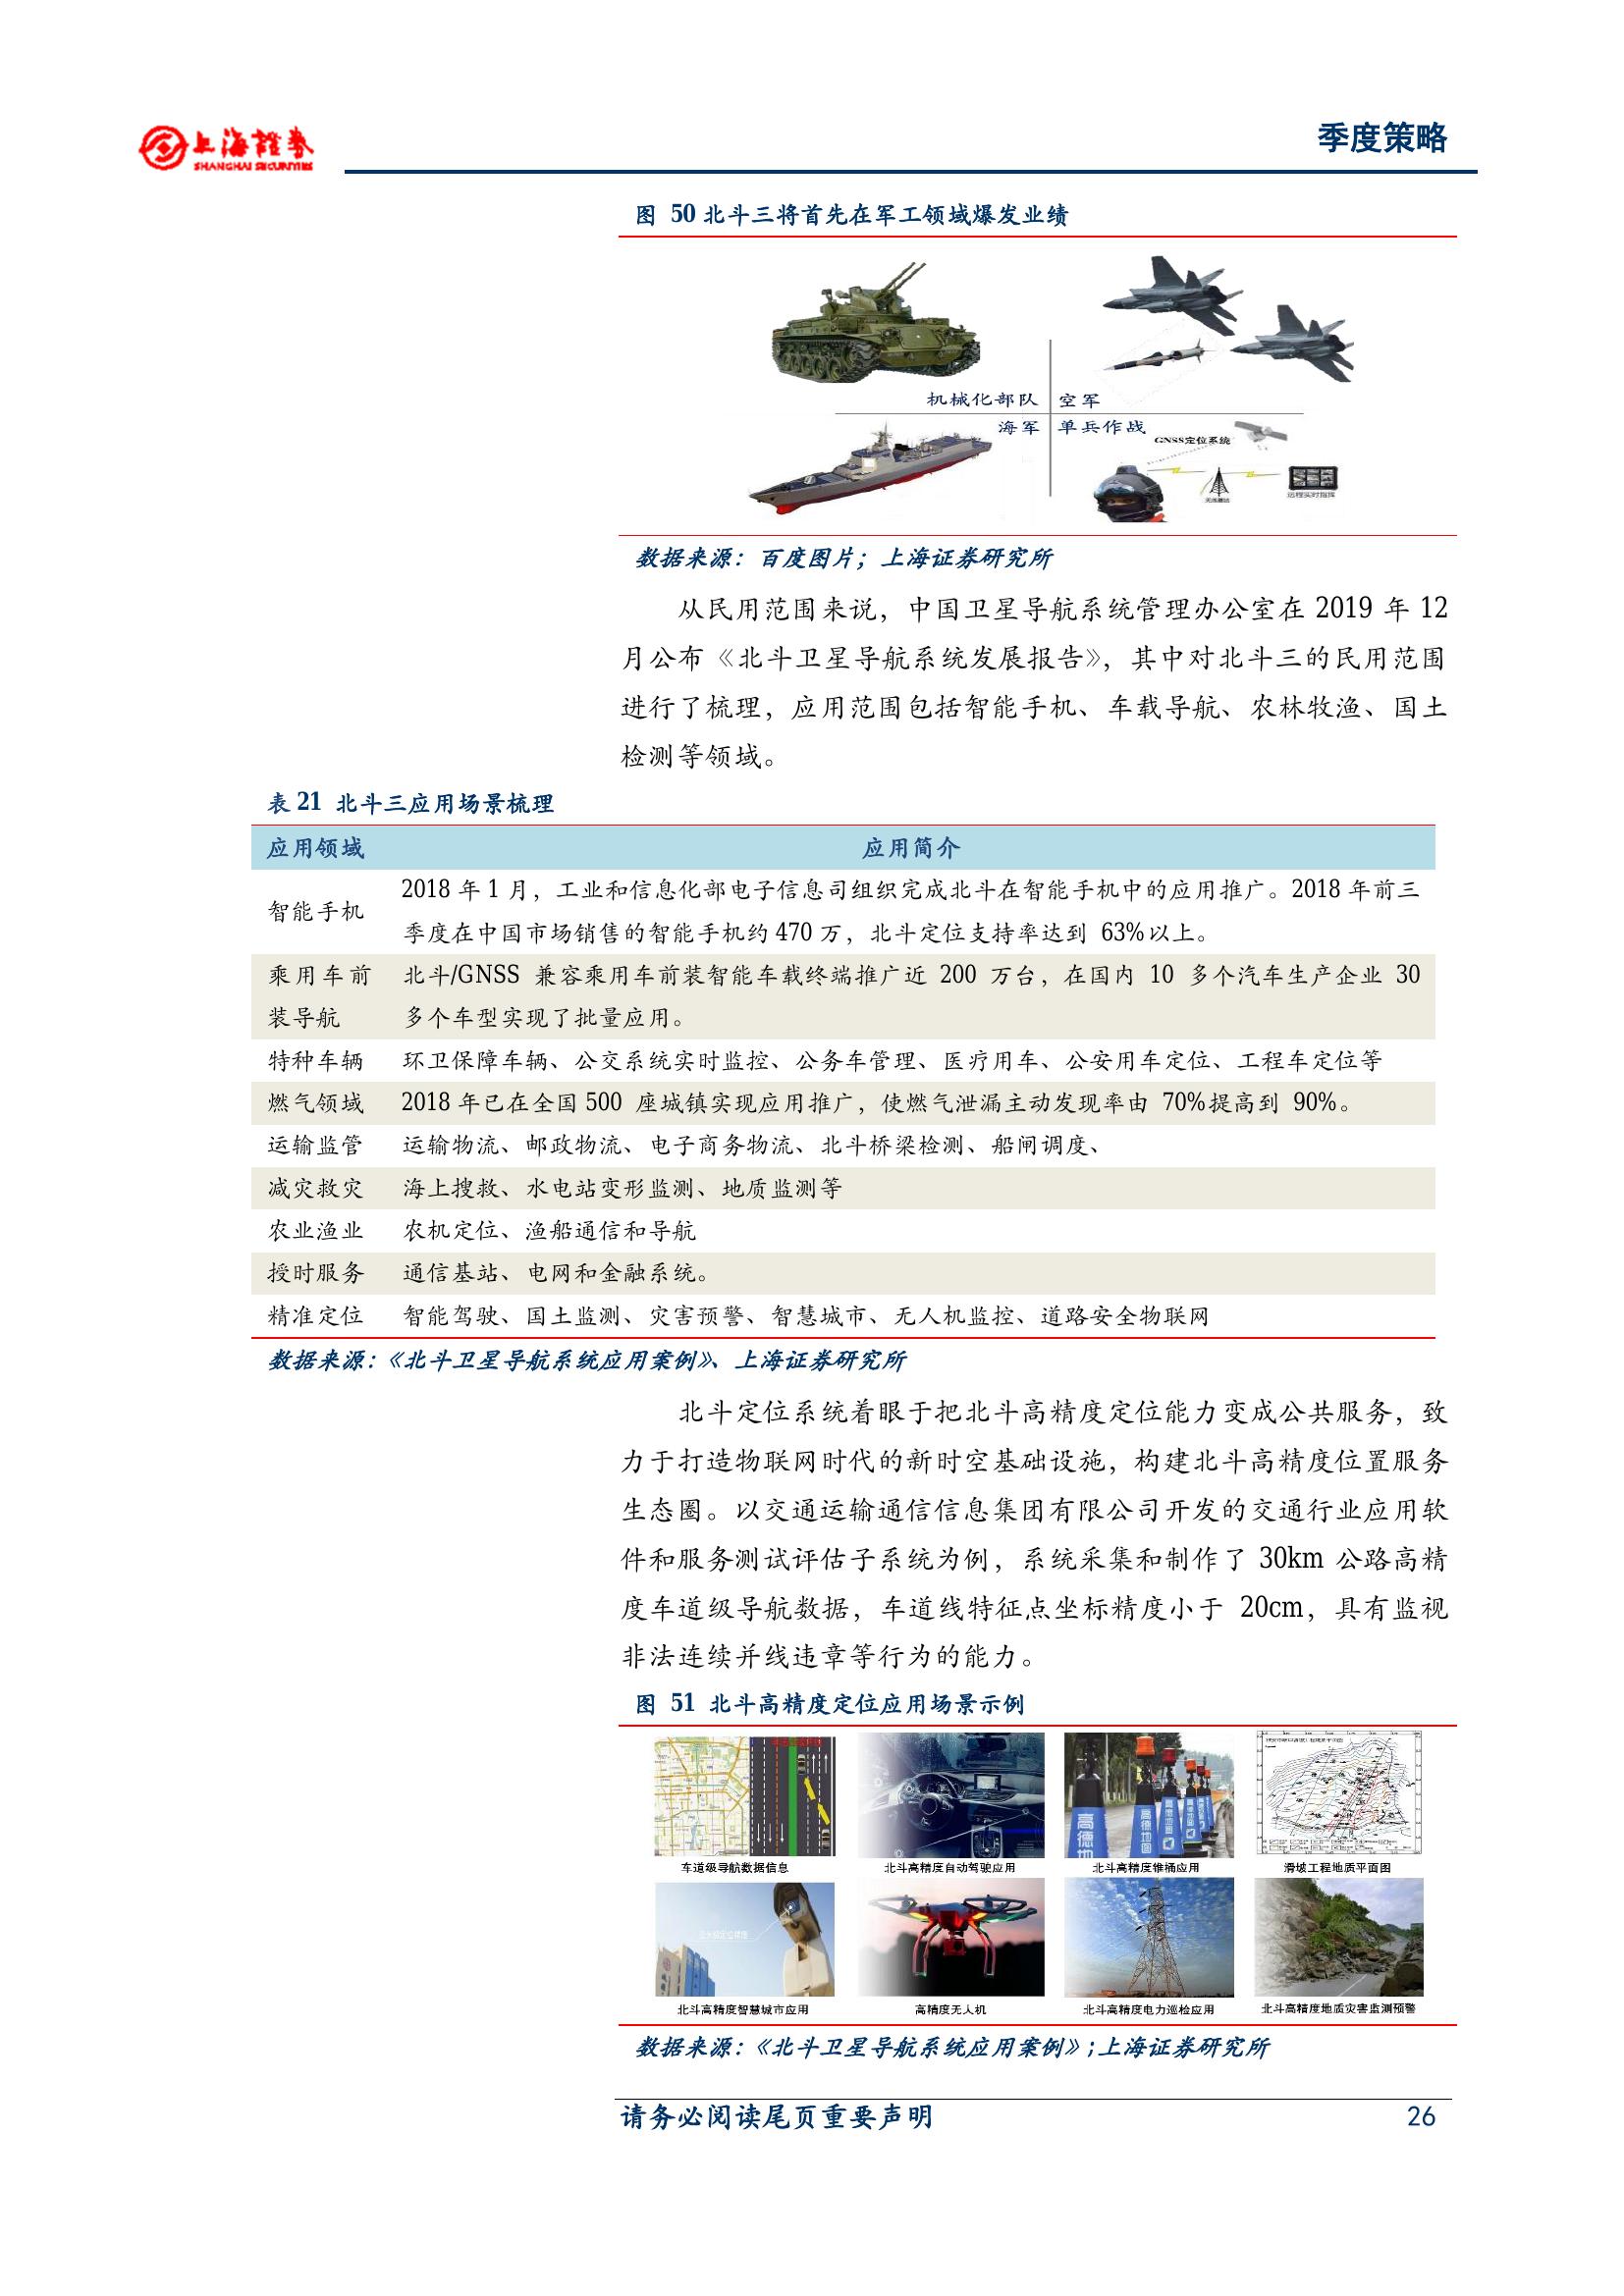 上海證券
SHANGHAI SECURITIES
季度策略
图 50 北斗三将首先在军工领域爆发业绩
机械化部队 空军
海军 单兵作战
GNSS定位系统
数据来源：百度图片；上海证券研究所
从民用范围来说，中国卫星导航系统管理办公室在 2019 年 12
月公布《北斗卫星导航系统发展报告》，其中对北斗三的民用范围
进行了梳理，应用范围包括智能手机、车载导航、农林牧渔、国土
检测等领域。
表 21 北斗三应用场景梳理
应用领域 应用简介
智能手机
2018 年 1 月，工业和信息化部电子信息司组织完成北斗在智能手机中的应用推广。2018 年前三
季度在中国市场销售的智能手机约 470 万，北斗定位支持率达到 63%以上。
乘用车前 北斗/GNSS 兼容乘用车前装智能车载终端推广近 200 万台，在国内 10 多个汽车生产企业 30
装导航 多个车型实现了批量应用。
特种车辆 环卫保障车辆、公交系统实时监控、公务车管理、医疗用车、公安用车定位、工程车定位等
燃气领域 2018 年已在全国 500 座城镇实现应用推广，使燃气泄漏主动发现率由 70%提高到 90%。
运输监管 运输物流、邮政物流、电子商务物流、北斗桥梁检测、船闸调度、
减灾救灾 海上搜救、水电站变形监测、地质监测等
农业渔业 农机定位、渔船通信和导航
授时服务 通信基站、电网和金融系统。
精准定位 智能驾驶、国土监测、灾害预警、智慧城市、无人机监控、道路安全物联网
数据来源：《北斗卫星导航系统应用案例》、上海证券研究所
北斗定位系统着眼于把北斗高精度定位能力变成公共服务，致
力于打造物联网时代的新时空基础设施，构建北斗高精度位置服务
生态圈。以交通运输通信信息集团有限公司开发的交通行业应用软
件和服务测试评估子系统为例，系统采集和制作了 30km 公路高精
度车道级导航数据，车道线特征点坐标精度小于 20cm，具有监视
非法连续并线违章等行为的能力。
图 51 北斗高精度定位应用场景示例
高德地图
车道级导航数据信息 北斗高精度自动驾驶应用 北斗高精度锥桶应用 滑坡工程地质平面图
北斗高精度智慧城市应用 高精度无人机 北斗高精度电力巡检应用 北斗高精度地质灾害监测预警
数据来源：《北斗卫星导航系统应用案例》；上海证券研究所
请务必阅读尾页重要声明 26